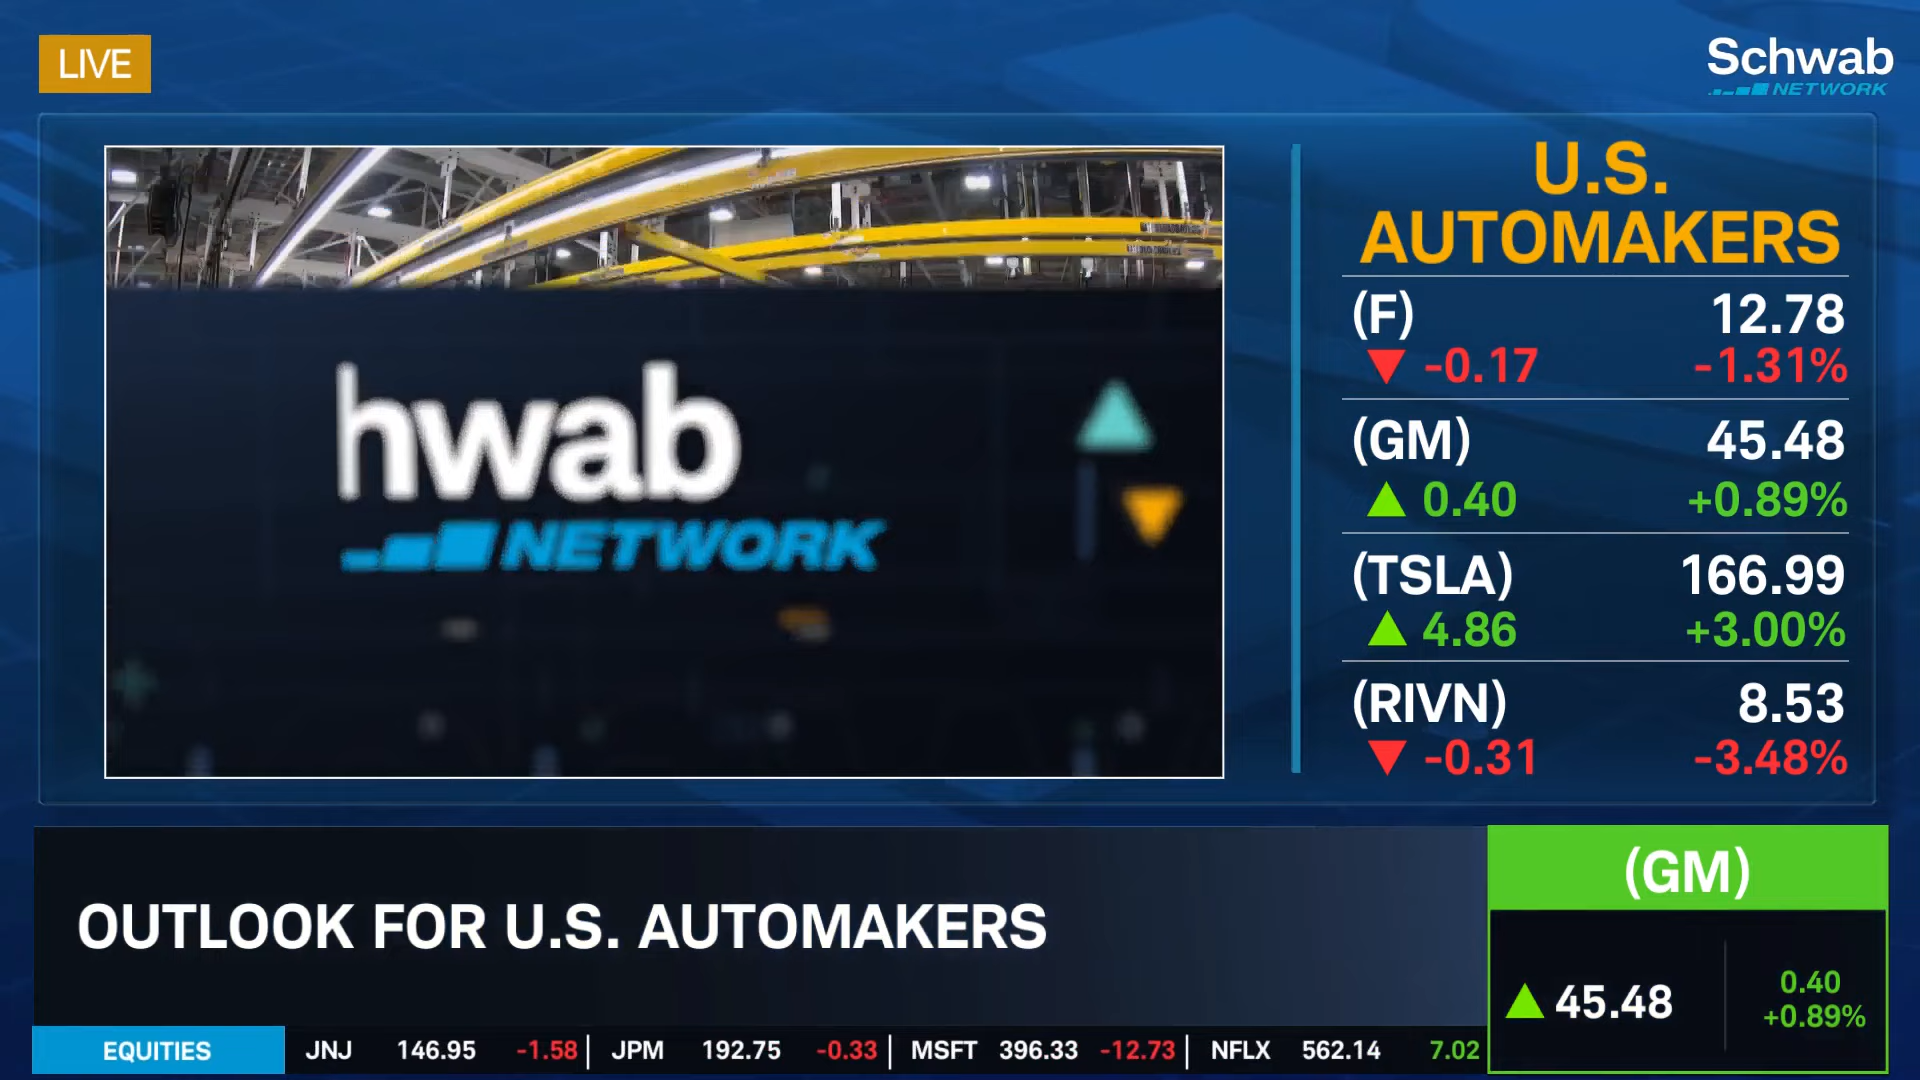 LIVE
Schwab
NETWORK
hwab
NETWORK
U.S.
AUTOMAKERS
(F) 12.78
-0.17 -1.31%
(GM) 45.48
0.40 +0.89%
(TSLA) 166.99
4.86 +3.00%
(RIVN) 8.53
-0.31 -3.48%
OUTLOOK FOR U.S. AUTOMAKERS
(GM)
45.48
0.40
+0.89%
EQUITIES JNJ 146.95 -1.58 JPM 192.75 -0.33 MSFT 396.33 -12.73 NFLX 562.14 7.02